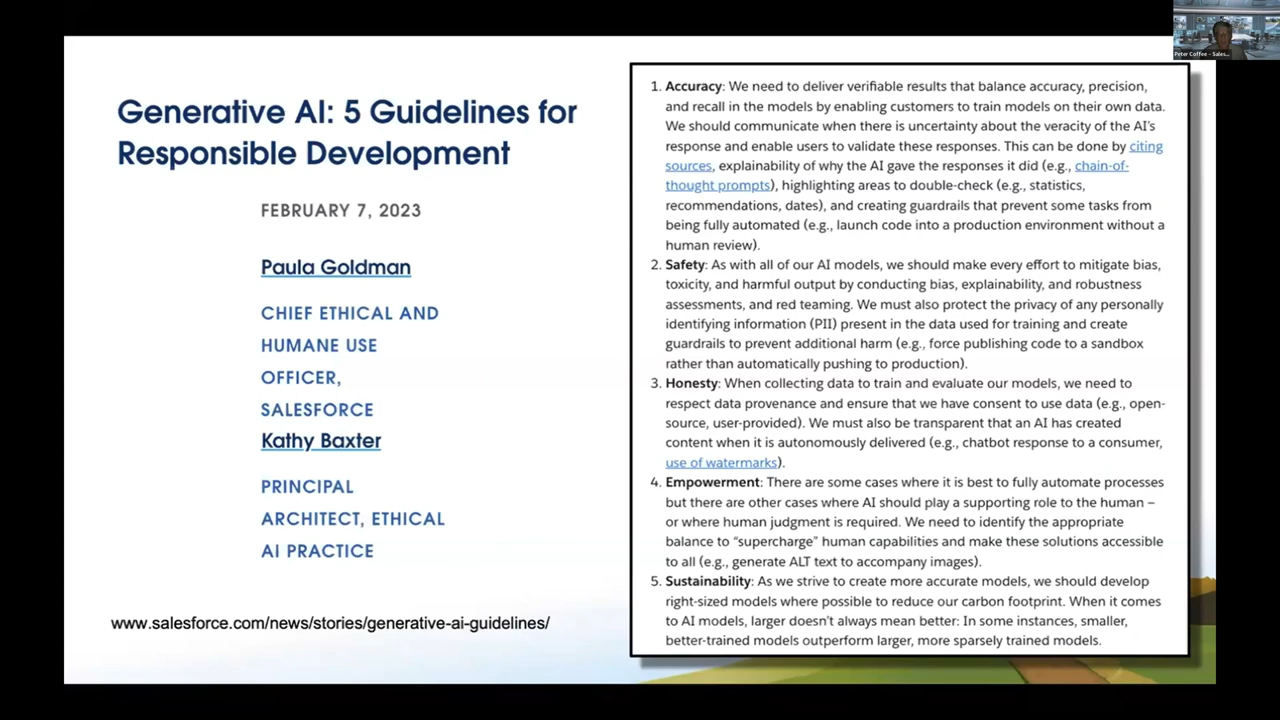 Generative AI: 5 Guidelines for
Responsible Development
FEBRUARY 7, 2023
Paula Goldman
CHIEF ETHICAL AND
HUMANE USE
OFFICER,
SALESFORCE
Kathy Baxter
PRINCIPAL
ARCHITECT, ETHICAL
AI PRACTICE
www.salesforce.com/news/stories/generative-ai-guidelines/
1. Accuracy: We need to deliver verifiable results that balance accuracy, precision,
and recall in the models by enabling customers to train models on their own data.
We should communicate when there is uncertainty about the veracity of the AI's
response and enable users to validate these responses. This can be done by citing
sources, explainability of why the AI gave the responses it did (e.g., chain-of-
thought prompts), highlighting areas to double-check (e.g., statistics,
recommendations, dates), and creating guardrails that prevent some tasks from
being fully automated (e.g., launch code into a production environment without a
human review).
2. Safety: As with all of our AI models, we should make every effort to mitigate bias,
toxicity, and harmful output by conducting bias, explainability, and robustness
assessments, and red teaming. We must also protect the privacy of any personally
identifying information (PII) present in the data used for training and create
guardrails to prevent additional harm (e.g., force publishing code to a sandbox
rather than automatically pushing to production).
3. Honesty: When collecting data to train and evaluate our models, we need to
respect data provenance and ensure that we have consent to use data (e.g., open-
source, user-provided). We must also be transparent that an AI has created
content when it is autonomously delivered (e.g., chatbot response to a consumer,
use of watermarks).
4. Empowerment: There are some cases where it is best to fully automate processes
but there are other cases where AI should play a supporting role to the human –
or where human judgment is required. We need to identify the appropriate
balance to “supercharge” human capabilities and make these solutions accessible
to all (e.g., generate ALT text to accompany images).
5. Sustainability: As we strive to create more accurate models, we should develop
right-sized models where possible to reduce our carbon footprint. When it comes
to AI models, larger doesn't always mean better: In some instances, smaller,
better-trained models outperform larger, more sparsely trained models.
Peter Coffee - Sales...